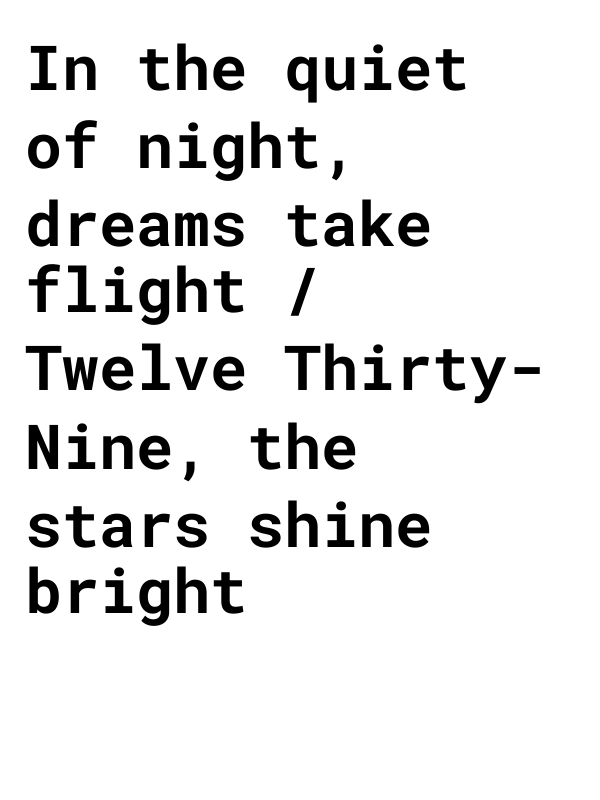 In the quiet
of night,
dreams take
flight /
Twelve Thirty-
Nine, the
stars shine
bright